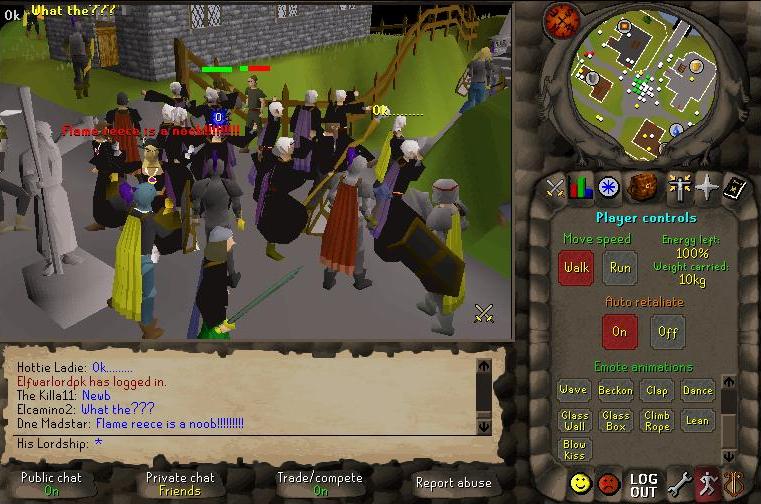 What the???
Ok
Flame reece is a noob!!!!!!!!
Ok.........
0
Player controls
Move speed
Energy left:
100%
Walk
Run
Weight carried:
10kg
Auto retaliate
On
Off
Emote animations
Wave
Beckon
Clap
Dance
Glass Wall
Glass Box
Climb Rope
Lean
Blow Kiss
Hottie Ladie: Ok.........
Elfwarlordpk has logged in.
The Killa11: Newb
Elcamino2: What the???
Dne Madstar: Flame reece is a noob!!!!!!!!
His Lordship: *
Public chat
On
Private chat
Friends
Trade/compete
On
Report abuse
LOG
OUT